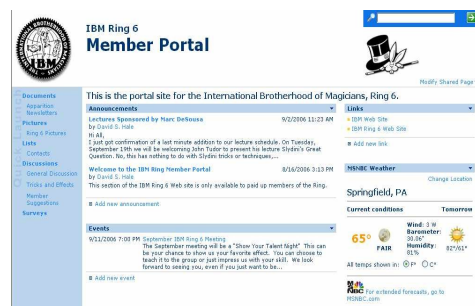 IBM Ring 6
Member Portal
Modify Shared Page
This is the portal site for the International Brotherhood of Magicians, Ring 6.
Documents
Apparition
Newsletters
Pictures
Ring 6 Pictures
Lists
Contacts
Discussions
General Discussion
Tricks and Effects
Member
Suggestions
Surveys
Announcements
Lectures Sponsored by Marc DeSousa 9/2/2006 11:23 AM
by David S. Hale
Hi All,
I just got confirmation of a last minute addition to our lecture schedule. On Tuesday,
September 19th we will be welcoming John Tudor to present his lecture Slydini's Great
Question. No, this has nothing to do with Slydini tricks or techniques,...
Welcome to the IBM Ring Member Portal 8/16/2006 3:13 PM
by David S. Hale
This section of the IBM Ring 6 Web site is only available to paid up members of the Ring.
Add new announcement
Events
9/11/2006 7:00 PM September IBM Ring 6 Meeting
The September meeting will be a "Show Your Talent Night" This can
be your chance to show us your favorite effect. You can choose to
teach it to the group or just impress us with your skill. We look
forward to seeing you, even if you just want to be...
Add new event
Links
IBM Web Site
IBM Ring 6 Web Site
Add new link
MSNBC Weather
Change Location
Springfield, PA
Current conditions Tomorrow
65° FAIR
Wind: 3 W
Barometer:
30.06"
Humidity:
81%
82°/61°
All temps shown in: F° C°
For extended forecasts, go to
MSNBC.com